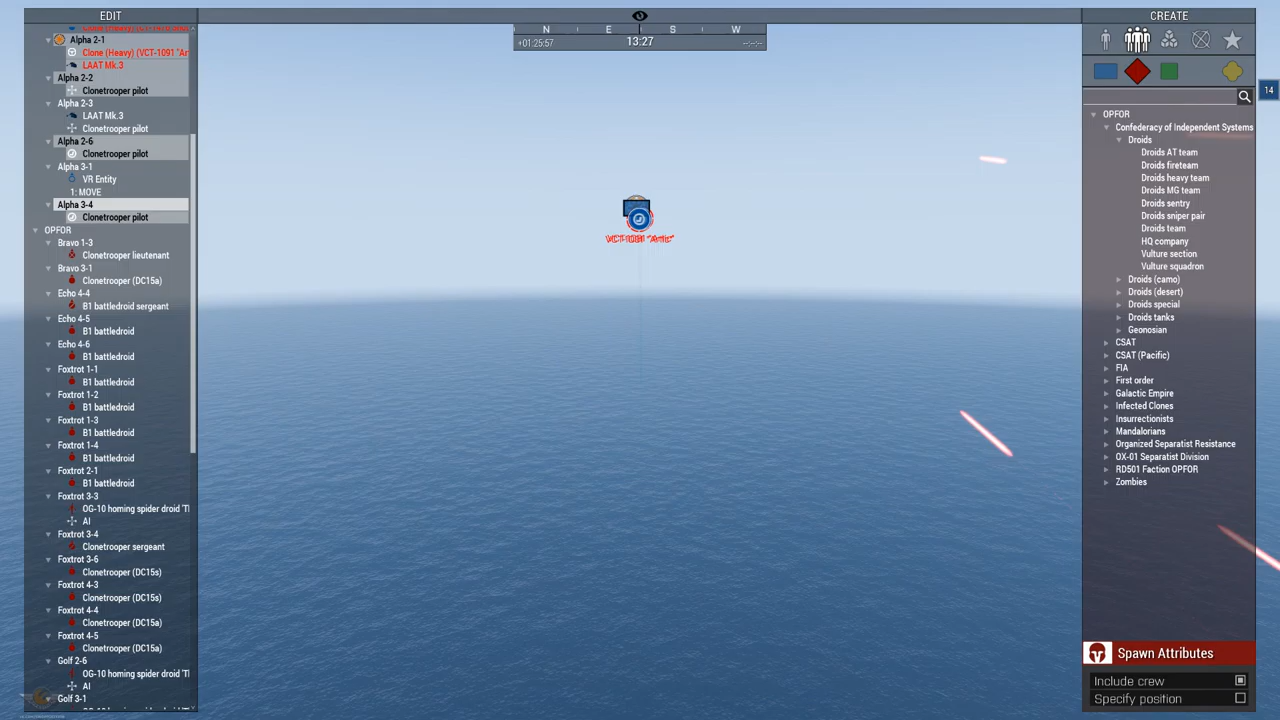 EDIT
Alpha 2-1
Clone (Heavy) (VCT-1091 "Ar
LAAT Mk.3
Alpha 2-2
Clonetrooper pilot
Alpha 2-3
LAAT Mk.3
Clonetrooper pilot
Alpha 2-6
Clonetrooper pilot
Alpha 3-1
VR Entity
1: MOVE
Alpha 3-4
Clonetrooper pilot
OPFOR
Bravo 1-3
Clonetrooper lieutenant
Bravo 3-1
Clonetrooper (DC15a)
Echo 4-4
B1 battledroid sergeant
Echo 4-5
B1 battledroid
Echo 4-6
B1 battledroid
Foxtrot 1-1
B1 battledroid
Foxtrot 1-2
B1 battledroid
Foxtrot 1-3
B1 battledroid
Foxtrot 1-4
B1 battledroid
Foxtrot 2-1
B1 battledroid
Foxtrot 3-3
OG-10 homing spider droid 'Tl
AI
Foxtrot 3-4
Clonetrooper sergeant
Foxtrot 3-6
Clonetrooper (DC15s)
Foxtrot 4-3
Clonetrooper (DC15s)
Foxtrot 4-4
Clonetrooper (DC15a)
Foxtrot 4-5
Clonetrooper (DC15a)
Golf 2-6
OG-10 homing spider droid 'Tl
AI
Golf 3-1
N E S W
+01:25:57 13:27 --:--:--
CREATE
14
OPFOR
Confederacy of Independent Systems
Droids
Droids AT team
Droids fireteam
Droids heavy team
Droids MG team
Droids sentry
Droids sniper pair
Droids team
HQ company
Vulture section
Vulture squadron
Droids (camo)
Droids (desert)
Droids special
Droids tanks
Geonosian
CSAT
CSAT (Pacific)
FIA
First order
Galactic Empire
Infected Clones
Insurrectionists
Mandalorians
Organized Separatist Resistance
OX-01 Separatist Division
RD501 Faction OPFOR
Zombies
Spawn Attributes
Include crew
Specify position